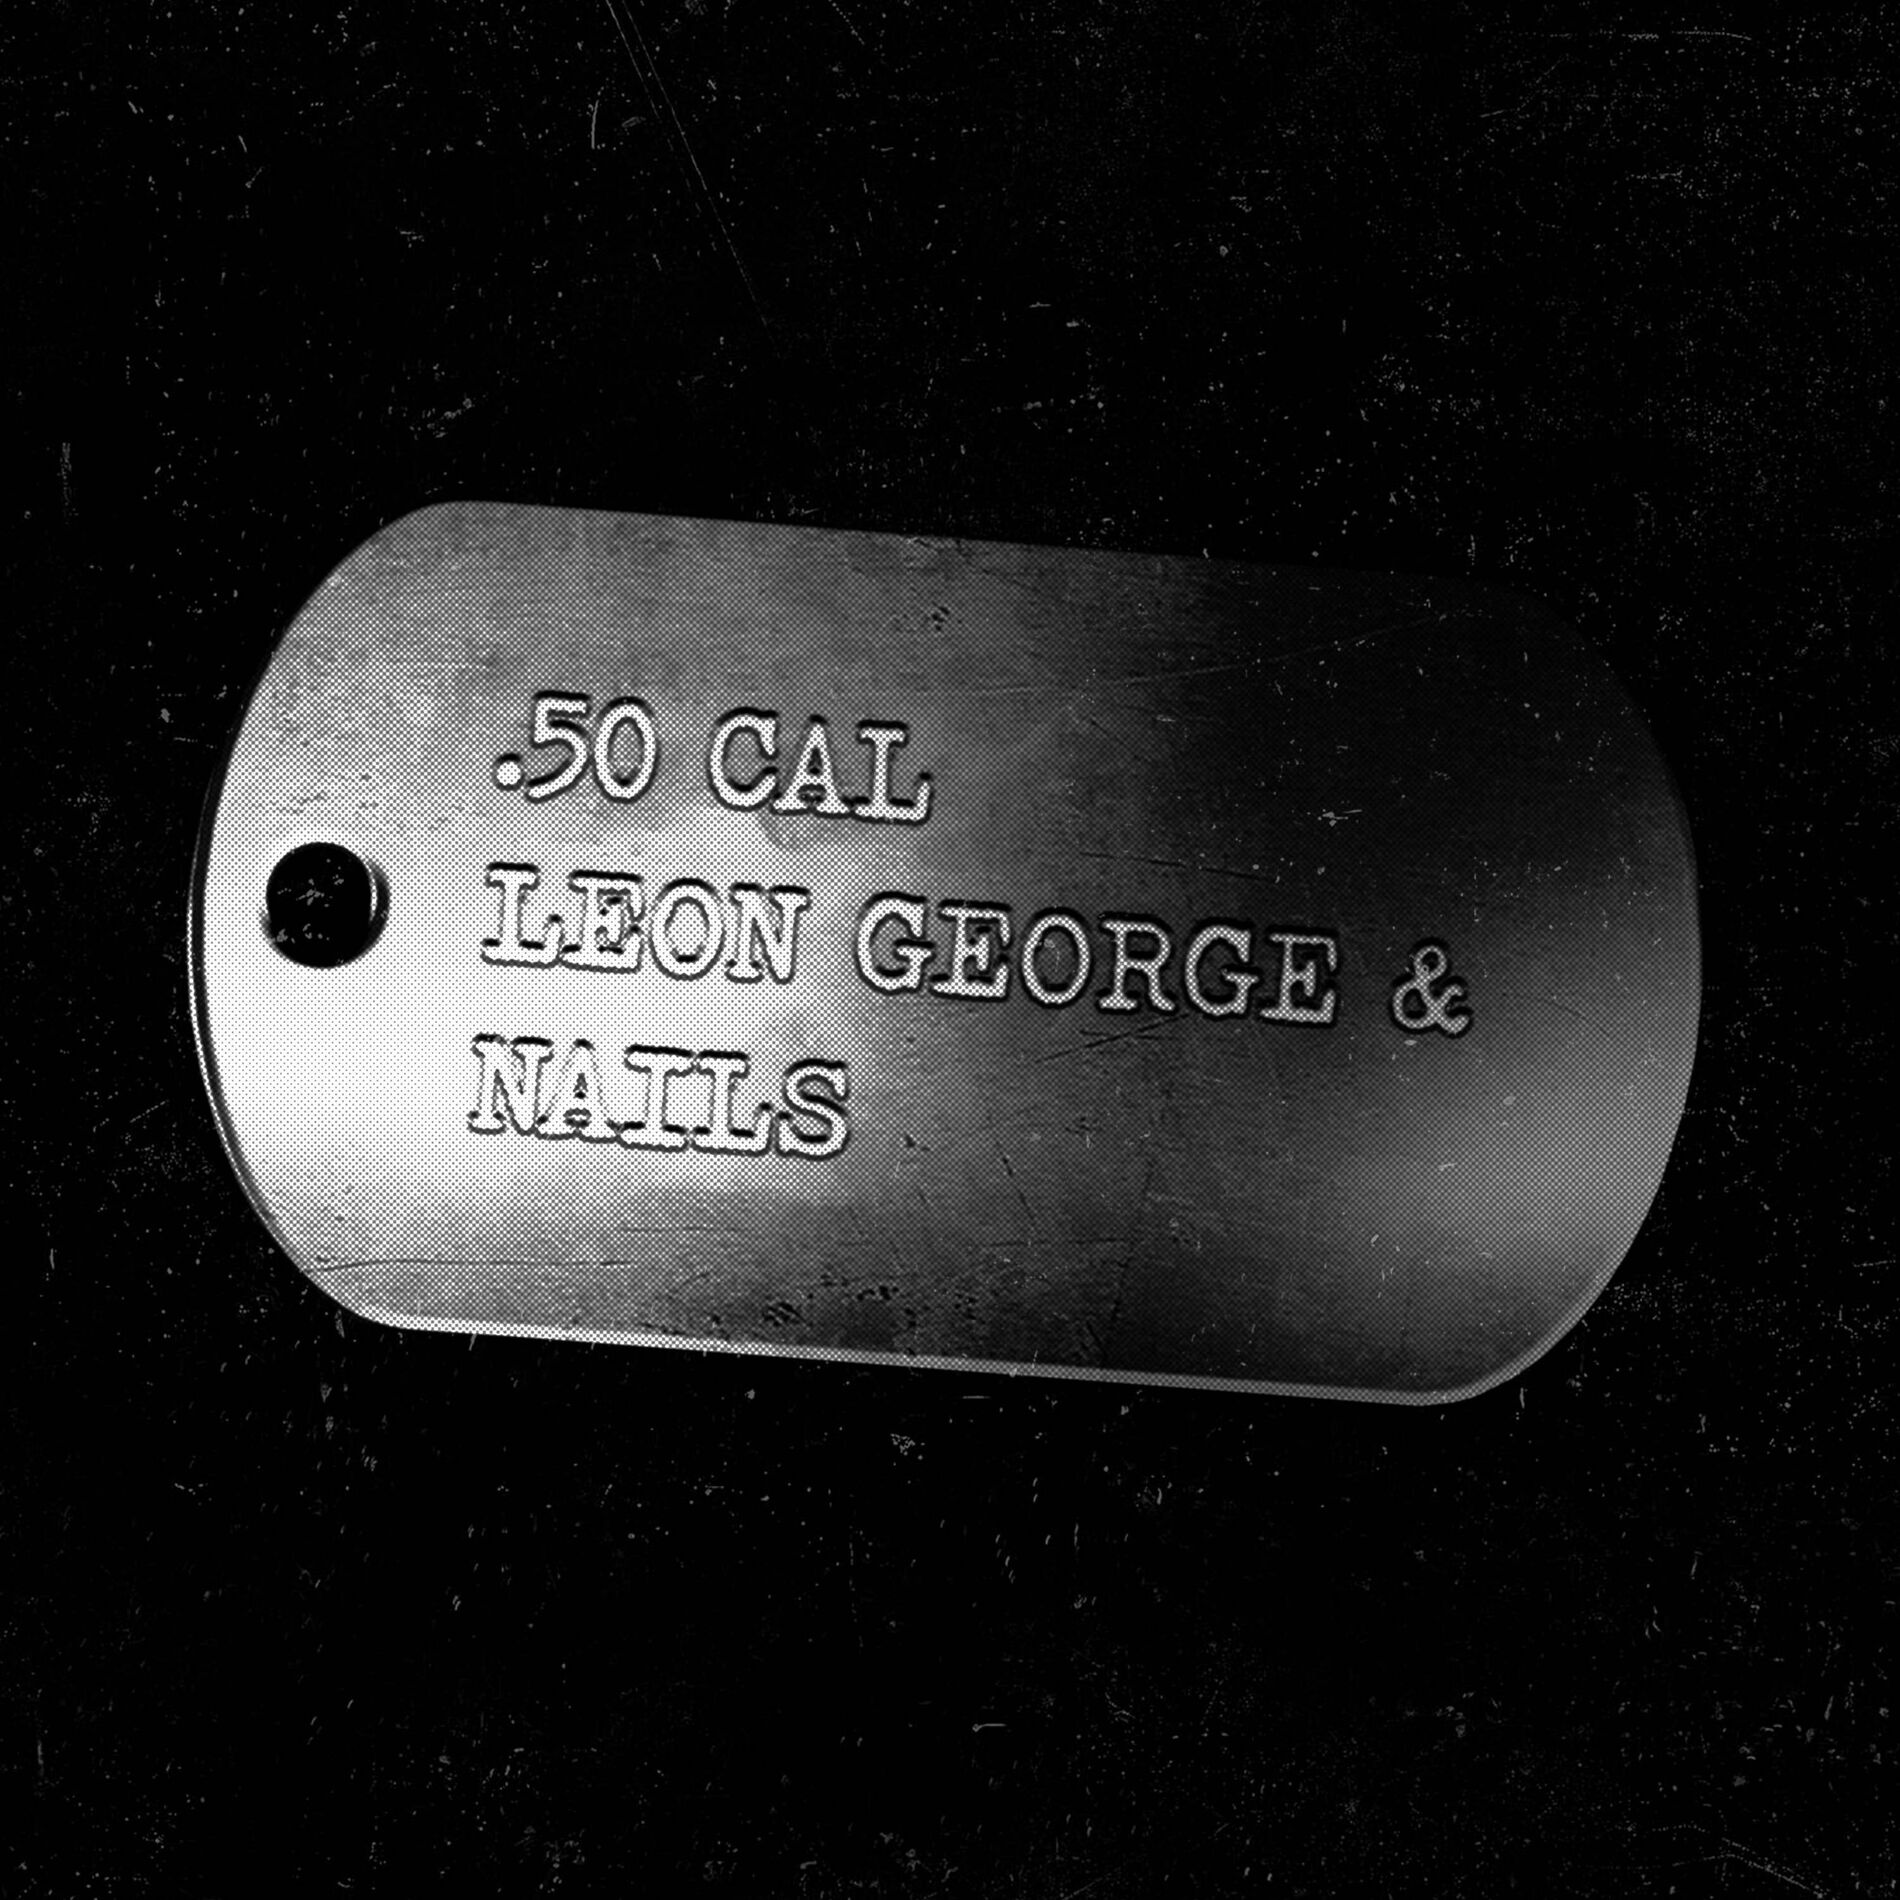 .50 CAL
LEON GEORGE &
NAILS